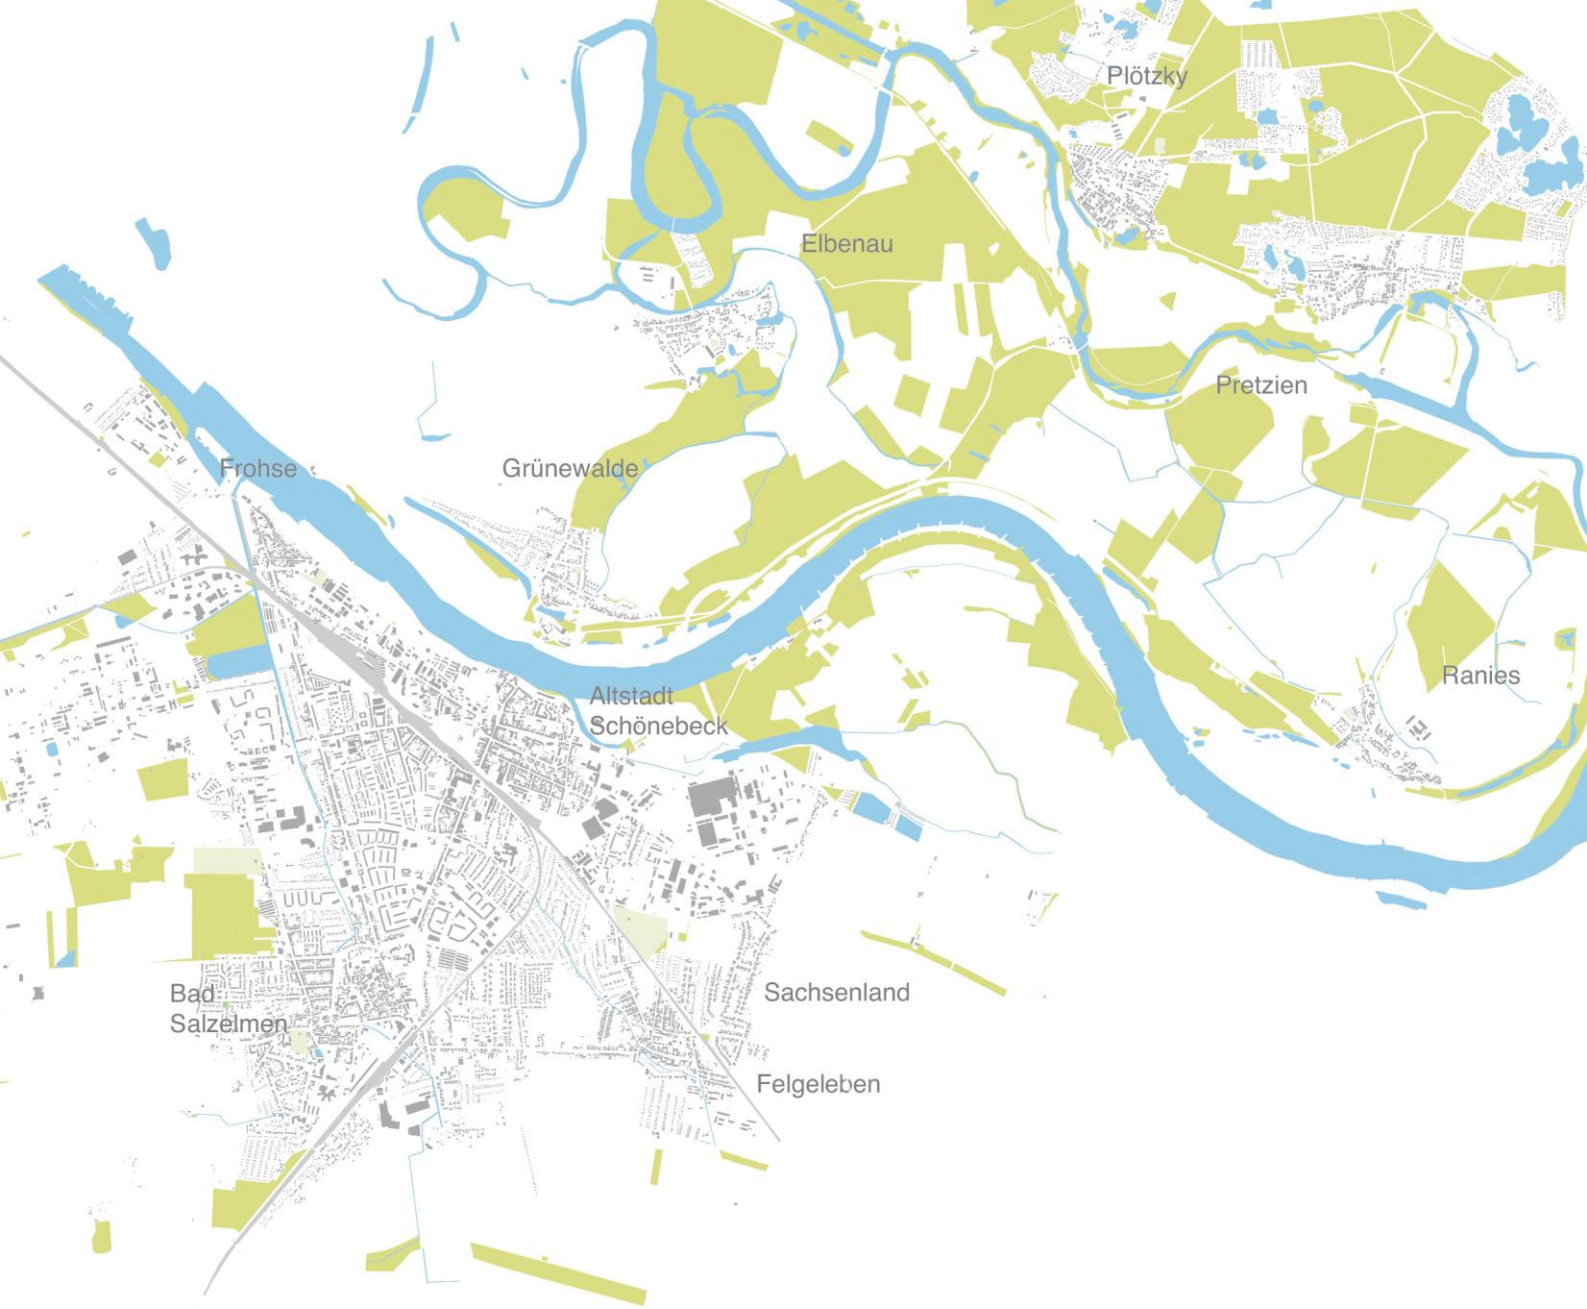 Plötzky
Elbenau
Pretzien
Frohse
Grünewalde
Ranies
Altstadt
Schönebeck
Bad
Salzelmen
Sachsenland
Felgeleben